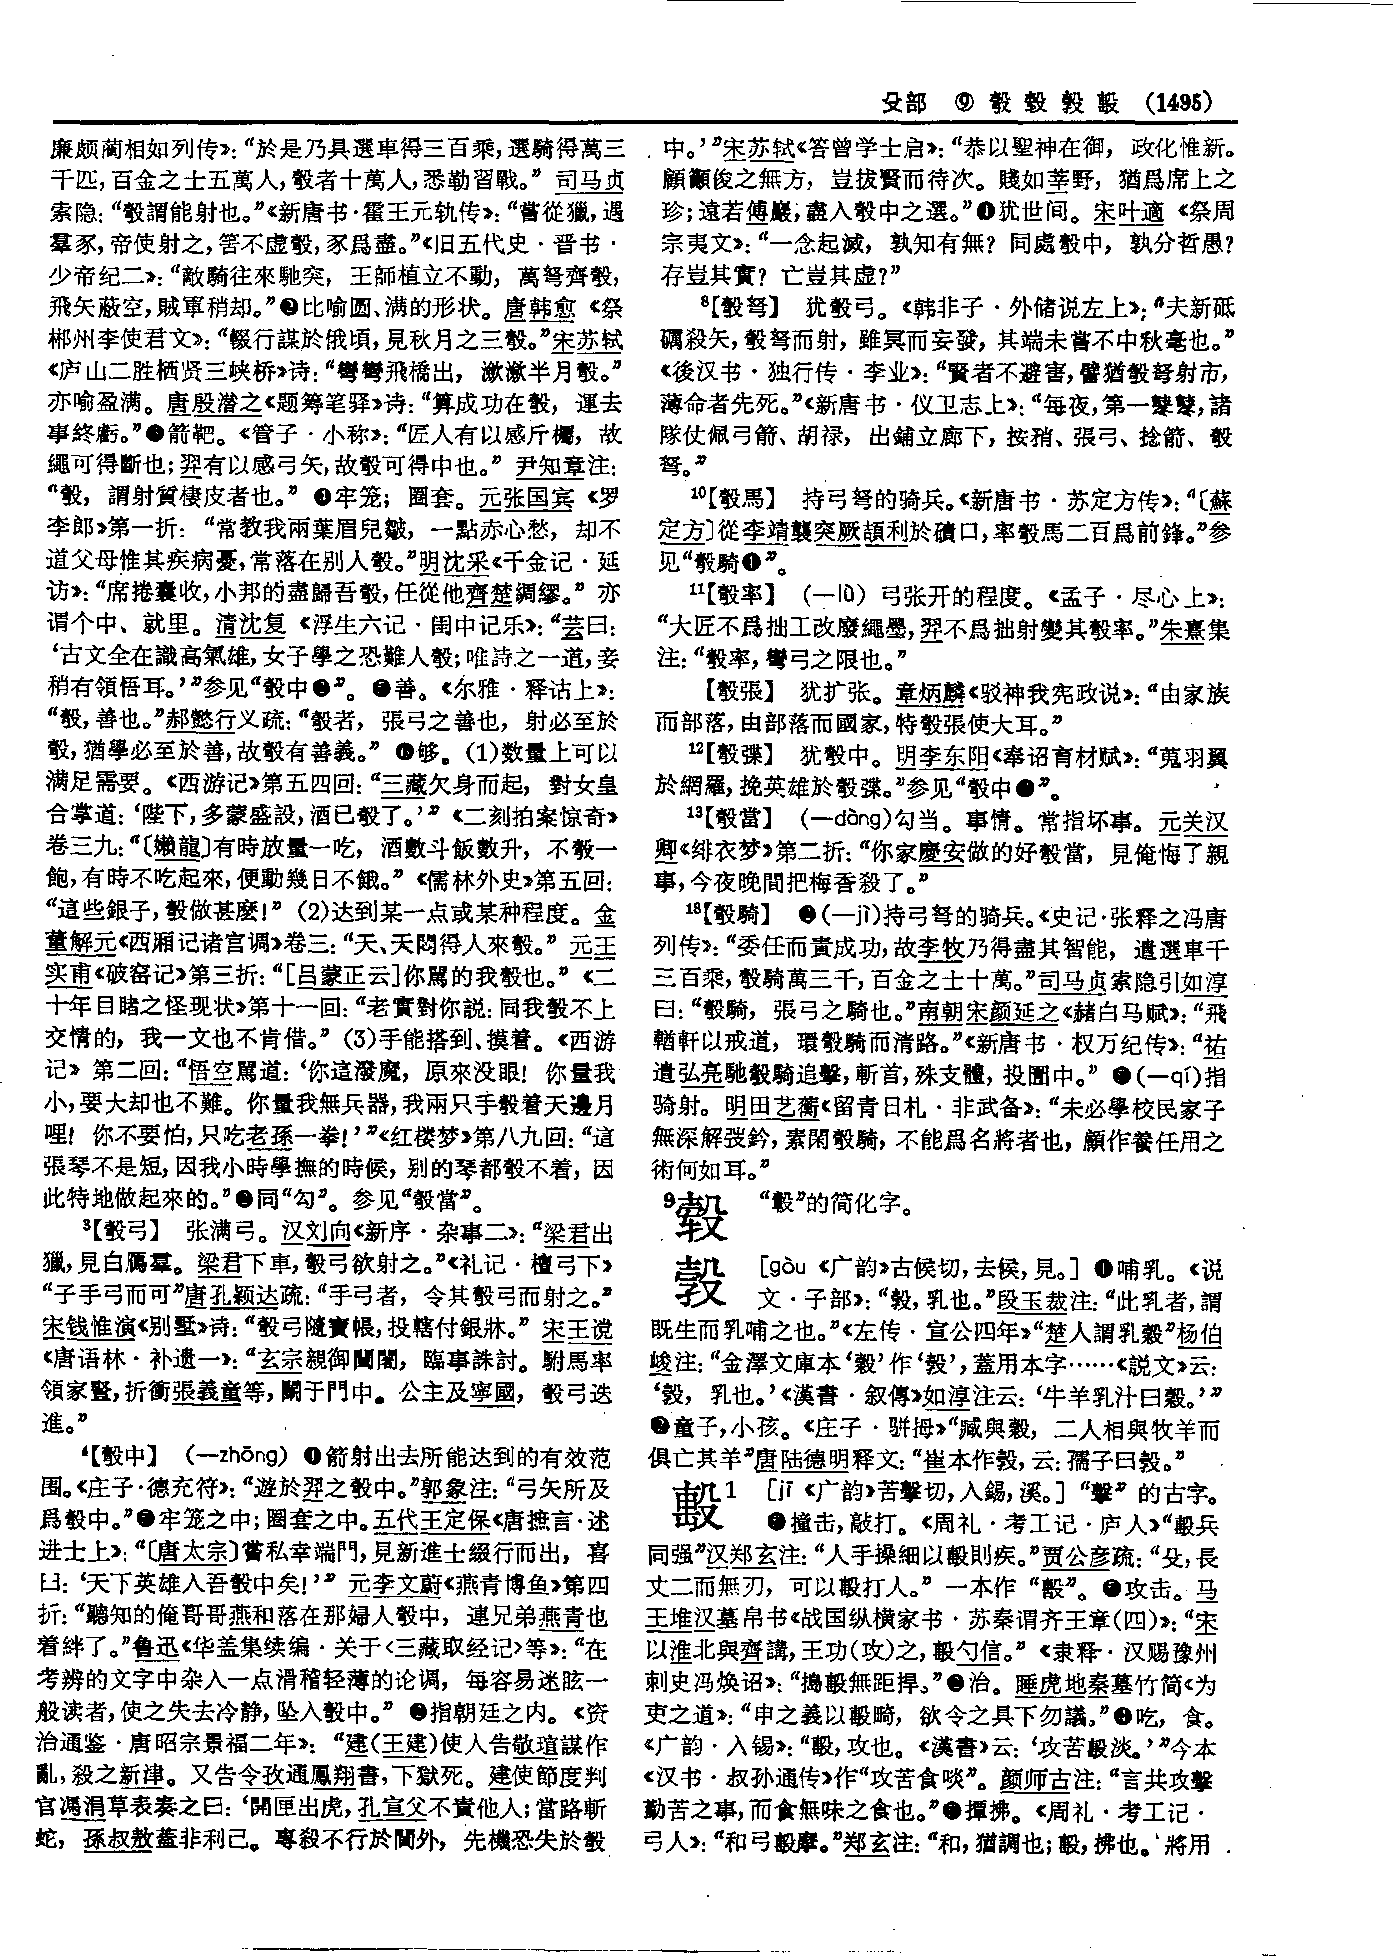 殳部 ⑨ 彀 毂 㝅 毄 (1495)
廉颇蔺相如列传》：“於是乃具選車得三百乘，選騎得萬三
千匹，百金之士五萬人，彀者十萬人，悉勒習戰。”司马贞
索隐：“彀謂能射也。”《新唐书·霍王元轨传》：“嘗從獵，遇
羣豕，帝使射之，筈不虚彀，豕爲盡。”《旧五代史·晋书·
少帝纪二》：“敵騎往來馳突，王師植立不動，萬弩齊彀，
飛矢蔽空，賊軍稍却。”❷比喻圆、满的形状。唐韩愈《祭
郴州李使君文》：“輟行謀於俄頃，見秋月之三彀。”宋苏轼
《庐山二胜栖贤三峡桥》诗：“彎彎飛橋出，潋潋半月彀。”
亦喻盈满。唐殷潜之《题筹笔驿》诗：“算成功在彀，運去
事終虧。”❸箭靶。《管子·小称》：“匠人有以感斤欘，故
繩可得斷也；羿有以感弓矢，故彀可得中也。”尹知章注：
“彀，謂射質棲皮者也。”❹牢笼；圈套。元张国宾《罗
李郎》第一折：“常教我兩葉眉兒皺，一點赤心愁，却不
道父母惟其疾病憂，常落在别人彀。”明沈采《千金记·延
访》：“席捲囊收，小邦的盡歸吾彀，任從他齊楚綢繆。”亦
谓个中、就里。清沈复《浮生六记·闺中记乐》：“芸曰：
‘古文全在識高氣雄，女子學之恐難入彀；唯詩之一道，妾
稍有領悟耳。’”参见“彀中❷”。❺善。《尔雅·释诂上》：
“彀，善也。”郝懿行义疏：“彀者，張弓之善也，射必至於
彀，猶學必至於善，故彀有善義。”❻够。(1)数量上可以
满足需要。《西游记》第五四回：“三藏欠身而起，對女皇
合掌道：‘陛下，多蒙盛設，酒已彀了。’”《二刻拍案惊奇》
卷三九：“〔嬾龍〕有時放量一吃，酒數斗飯數升，不彀一
飽，有時不吃起來，便動幾日不餓。”《儒林外史》第五回：
“這些銀子，彀做甚麽！”(2)达到某一点或某种程度。金
董解元《西厢记诸宫调》卷三：“天、天悶得人來彀。”元王
实甫《破窑记》第三折：“［吕蒙正云］你駡的我彀也。”《二
十年目睹之怪现状》第十一回：“老實對你説：同我彀不上
交情的，我一文也不肯借。”(3)手能搭到、摸着。《西游
记》第二回：“悟空駡道：‘你這潑魔，原來没眼！你量我
小，要大却也不難。你量我無兵器，我兩只手彀着天邊月
哩！你不要怕，只吃老孫一拳！’”《红楼梦》第八九回：“這
張琴不是短，因我小時學撫的時候，别的琴都彀不着，因
此特地做起來的。”❼同“勾”。参见“彀當”。
³【彀弓】 张满弓。汉刘向《新序·杂事二》：“梁君出
獵，見白鴈羣。梁君下車，彀弓欲射之。”《礼记·檀弓下》
“子手弓而可”唐孔颖达疏：“手弓者，令其彀弓而射之。”
宋钱惟演《别墅》诗：“彀弓隨寶帳，投轄付銀牀。”宋王谠
《唐语林·补遗一》：“玄宗親御闉闍，臨事誅討。駙馬率
領家豎，折衝張義童等，鬭于門中。公主及寧國，彀弓迭
進。”
⁴【彀中】 （—zhōng）❶箭射出去所能达到的有效范
围。《庄子·德充符》：“遊於羿之彀中。”郭象注：“弓矢所及
爲彀中。”❷牢笼之中；圈套之中。五代王定保《唐摭言·述
进士上》：“〔唐太宗〕嘗私幸端門，見新進士綴行而出，喜
曰：‘天下英雄入吾彀中矣！’”元李文蔚《燕青博鱼》第四
折：“聽知的俺哥哥燕和落在那婦人彀中，連兄弟燕青也
着絆了。”鲁迅《华盖集续编·关于〈三藏取经记〉等》：“在
考辨的文字中杂入一点滑稽轻薄的论调，每容易迷眩一
般读者，使之失去冷静，坠入彀中。”❸指朝廷之内。《资
治通鉴·唐昭宗景福二年》：“建(王建)使人告敬瑄謀作
亂，殺之新津。又告令孜通鳳翔書，下獄死。建使節度判
官馮涓草表奏之曰：‘開匣出虎，孔宣父不責他人；當路斬
蛇，孫叔敖蓋非利己。專殺不行於閫外，先機恐失於彀
中。’”宋苏轼《答曾学士启》：“恭以聖神在御，政化惟新。
顧籲俊之無方，豈拔賢而待次。賤如莘野，猶爲席上之
珍；遠若傅巖，盡入彀中之選。”❹犹世间。宋叶適《祭周
宗夷文》：“一念起滅，孰知有無？同處彀中，孰分哲愚？
存豈其實？亡豈其虚？”
⁸【彀弩】 犹彀弓。《韩非子·外储说左上》：“夫新砥
礪殺矢，彀弩而射，雖冥而妄發，其端未嘗不中秋毫也。”
《後汉书·独行传·李业》：“賢者不避害，譬猶彀弩射市，
薄命者先死。”《新唐书·仪卫志上》：“每夜，第一鼕鼕，諸
隊仗佩弓箭、胡禄，出鋪立廊下，按矟、張弓、捻箭、彀
弩。”
¹⁰【彀馬】 持弓弩的骑兵。《新唐书·苏定方传》：“〔蘇
定方〕從李靖襲突厥頡利於磧口，率彀馬二百爲前鋒。”参
见“彀騎❶”。
¹¹【彀率】 （—lǜ）弓张开的程度。《孟子·尽心上》：
“大匠不爲拙工改廢繩墨，羿不爲拙射變其彀率。”朱熹集
注：“彀率，彎弓之限也。”
【彀張】 犹扩张。章炳麟《驳神我宪政说》：“由家族
而部落，由部落而國家，特彀張使大耳。”
¹²【彀弽】 犹彀中。明李东阳《奉诏育材赋》：“蒐羽翼
於網羅，挽英雄於彀弽。”参见“彀中❷”。
¹³【彀當】 （—dàng）勾当。事情。常指坏事。元关汉
卿《绯衣梦》第二折：“你家慶安做的好彀當，見俺悔了親
事，今夜晚間把梅香殺了。”
¹⁸【彀騎】 ❶（—jì）持弓弩的骑兵。《史记·张释之冯唐
列传》：“委任而責成功，故李牧乃得盡其智能，遣選車千
三百乘，彀騎萬三千，百金之士十萬。”司马贞索隐引如淳
曰：“彀騎，張弓之騎也。”南朝宋颜延之《赭白马赋》：“飛
輶軒以戒道，環彀騎而清路。”《新唐书·权万纪传》：“祐
遣弘亮馳彀騎追擊，斬首，殊支體，投圊中。”❷（—qí）指
骑射。明田艺蘅《留青日札·非武备》：“未必學校民家子
無深解弢鈐，素閑彀騎，不能爲名將者也，顧作養任用之
術何如耳。”
⁹毂 “轂”的简化字。
㝅 ［gòu《广韵》古候切，去候，見。］❶哺乳。《说
文·子部》：“㝅，乳也。”段玉裁注：“此乳者，謂
既生而乳哺之也。”《左传·宣公四年》“楚人謂乳穀”杨伯
峻注：“金澤文庫本‘穀’作‘㝅’，蓋用本字……《説文》云：
‘㝅，乳也。’《漢書·叙傳》如淳注云：‘牛羊乳汁曰穀。’”
❷童子，小孩。《庄子·骈拇》“臧與穀，二人相與牧羊而
俱亡其羊”唐陆德明释文：“崔本作㝅，云：孺子曰㝅。”
毄¹ ［jī《广韵》苦擊切，入錫，溪。］“擊”的古字。
❶撞击，敲打。《周礼·考工记·庐人》“毄兵
同强”汉郑玄注：“人手操細以毄則疾。”贾公彦疏：“殳，長
丈二而無刃，可以毄打人。”一本作“毄”。❷攻击。马
王堆汉墓帛书《战国纵横家书·苏秦谓齐王章(四)》：“宋
以淮北與齊講，王功(攻)之，毄勺信。”《隶释·汉赐豫州
刺史冯焕诏》：“搗毄無距捍。”❸治。睡虎地秦墓竹简《为
吏之道》：“申之義以毄畸，欲令之具下勿議。”❹吃，食。
《广韵·入锡》：“毄，攻也。《漢書》云：‘攻苦毄淡。’”今本
《汉书·叔孙通传》作“攻苦食啖”。颜师古注：“言共攻擊
勤苦之事，而食無味之食也。”❺撢拂。《周礼·考工记·
弓人》：“和弓毄摩。”郑玄注：“和，猶調也；毄，拂也。將用